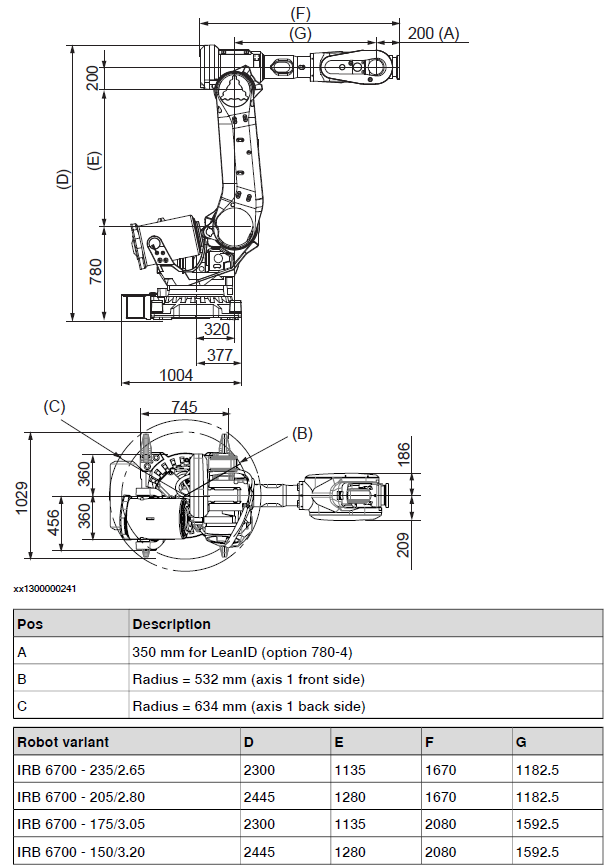 (F)
(G)
200 (A)
200
(E)
(D)
780
320
377
1004
(C)
745
(B)
186
360
1029
456
360
209
xx1300000241
Pos Description
A 350 mm for LeanID (option 780-4)
B Radius = 532 mm (axis 1 front side)
C Radius = 634 mm (axis 1 back side)
Robot variant D E F G
IRB 6700 - 235/2.65 2300 1135 1670 1182.5
IRB 6700 - 205/2.80 2445 1280 1670 1182.5
IRB 6700 - 175/3.05 2300 1135 2080 1592.5
IRB 6700 - 150/3.20 2445 1280 2080 1592.5